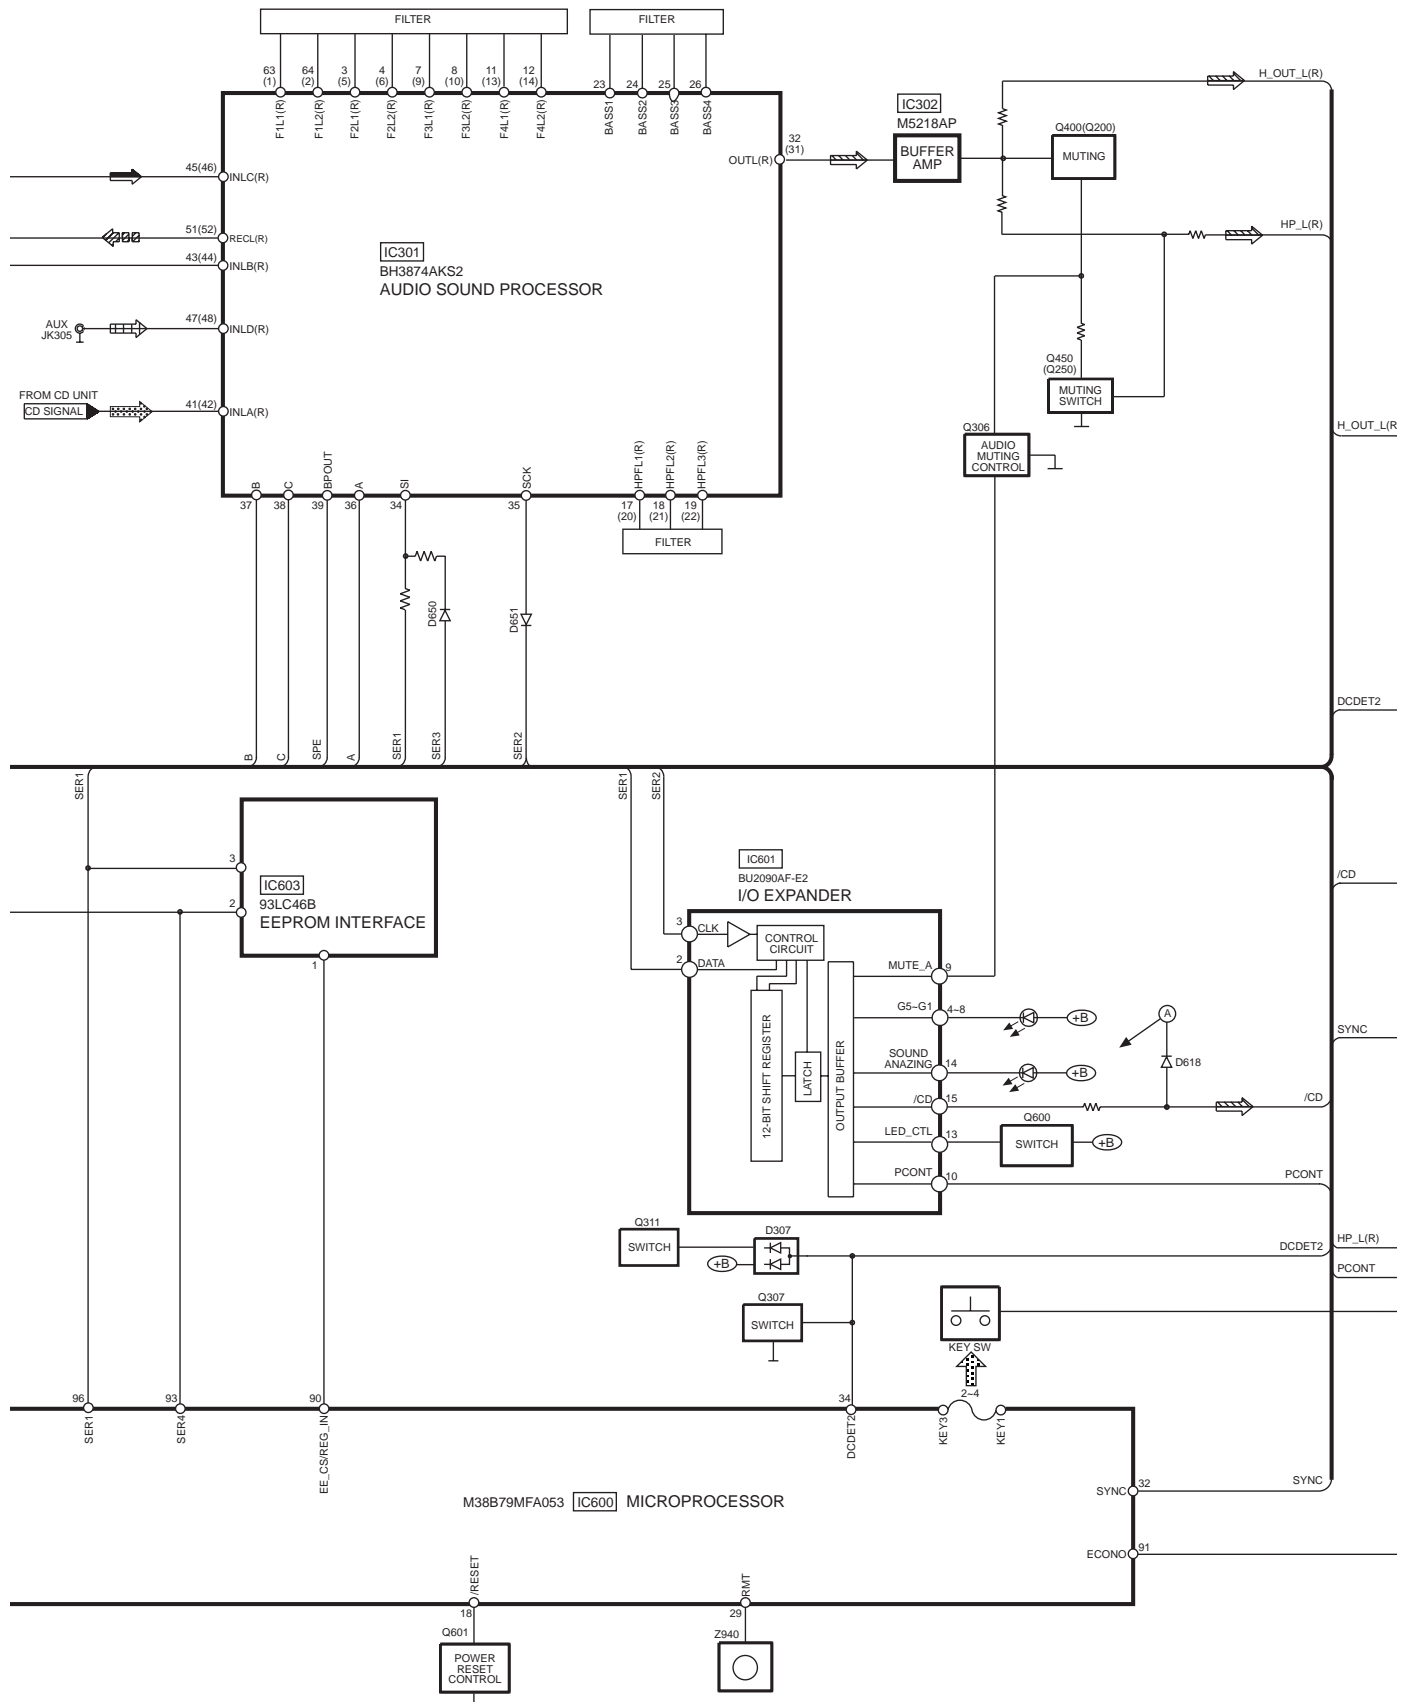 FILTER
FILTER
63
(1)
64
(2)
3
(5)
4
(6)
7
(9)
8
(10)
11
(13)
12
(14)
23
24
25
26
F1L1(R)
F1L2(R)
F2L1(R)
F2L2(R)
F3L1(R)
F3L2(R)
F4L1(R)
F4L2(R)
BASS1
BASS2
BASS3
BASS4
H_OUT_L(R)
IC302
M5218AP
BUFFER
AMP
Q400(Q200)
MUTING
32
(31)
OUTL(R)
45(46)
INLC(R)
51(52)
RECL(R)
43(44)
INLB(R)
HP_L(R)
IC301
BH3874AKS2
AUDIO SOUND PROCESSOR
AUX
JK305
47(48)
INLD(R)
Q450
(Q250)
MUTING
SWITCH
FROM CD UNIT
CD SIGNAL
41(42)
INLA(R)
Q306
AUDIO
MUTING
CONTROL
H_OUT_L(R
B
C
BPOUT
A
SI
SCK
HPFL1(R)
HPFL2(R)
HPFL3(R)
37
38
39
36
34
35
17
(20)
18
(21)
19
(22)
FILTER
D650
D651
DCDET2
B
C
SPE
A
SER1
SER3
SER2
SER1
SER1
SER2
3
2
IC603
93LC46B
EEPROM INTERFACE
1
IC601
BU2090AF-E2
I/O EXPANDER
/CD
3
CLK
CONTROL
CIRCUIT
2
DATA
MUTE_A
9
G5~G1
4~8
+B
A
SYNC
12-BIT SHIFT REGISTER
LATCH
OUTPUT BUFFER
SOUND
ANAZING
14
+B
D618
/CD
15
/CD
LED_CTL
13
Q600
SWITCH
+B
PCONT
10
PCONT
Q311
SWITCH
D307
+B
DCDET2
HP_L(R)
PCONT
Q307
SWITCH
KEY SW
2~4
96
93
90
34
SER1
SER4
EE_CS/REG_IN
DCDET2
KEY3
KEY1
M38B79MFA053 IC600 MICROPROCESSOR
SYNC
32
SYNC
ECONO
91
/RESET
RMT
18
29
Q601
POWER
RESET
CONTROL
Z940